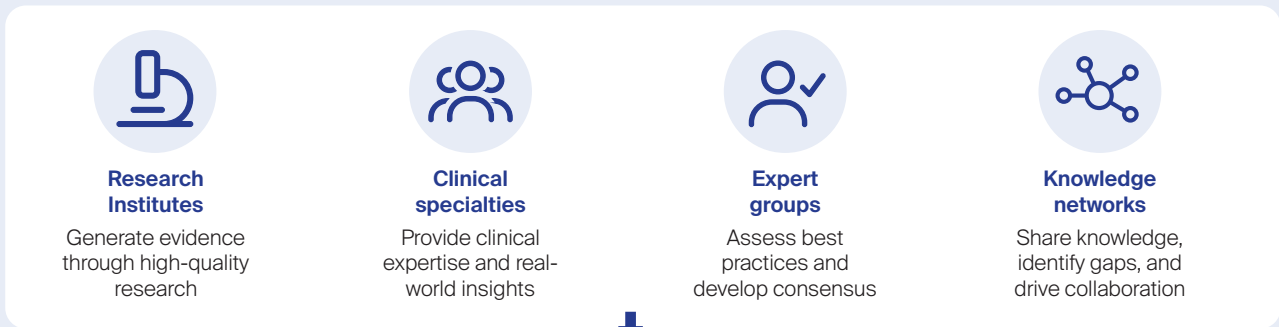 Research
Institutes
Generate evidence
through high-quality
research
Clinical
specialties
Provide clinical
expertise and real-
world insights
Expert
groups
Assess best
practices and
develop consensus
Knowledge
networks
Share knowledge,
identify gaps, and
drive collaboration